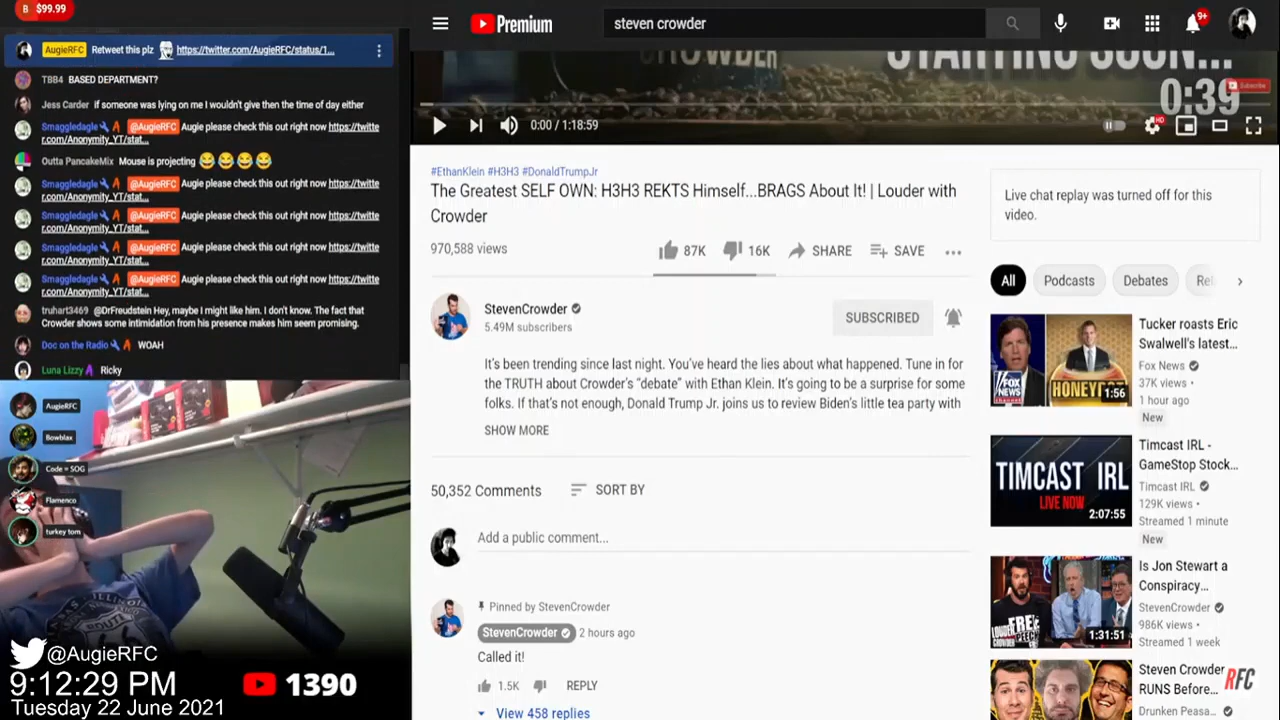 B $99.99
AugieRFC Retweet this plz https://twitter.com/AugieRFC/status/1...
TBB4 BASED DEPARTMENT?
Jess Carder if someone was lying on me I wouldn't give then the time of day either
Smaggledagle @AugieRFC Augie please check this out right now https://twitte
r.com/Anonymity_YT/stat...
Outta PancakeMix Mouse is projecting
Smaggledagle @AugieRFC Augie please check this out right now https://twitte
r.com/Anonymity_YT/stat...
Smaggledagle @AugieRFC Augie please check this out right now https://twitte
r.com/Anonymity_YT/stat...
Smaggledagle @AugieRFC Augie please check this out right now https://twitte
r.com/Anonymity_YT/stat...
Smaggledagle @AugieRFC Augie please check this out right now https://twitte
r.com/Anonymity_YT/stat...
truhart3469 @DrFreudstein Hey, maybe I might like him. I don't know. The fact that
Crowder shows some intimidation from his presence makes him seem promising.
Doc on the Radio WOAH
Luna Lizzy Ricky
AugieRFC
Bowblax
Code = SOG
Flamenco
turkey tom
@AugieRFC
9:12:29 PM
1390
Tuesday 22 June 2021
Premium
steven crowder
9+
CROWDER
STARTING SOON...
0:39
Subscribe
0:00 / 1:18:59
HD
#EthanKlein #H3H3 #DonaldTrumpJr
The Greatest SELF OWN: H3H3 REKTS Himself...BRAGS About It! | Louder with
Crowder
970,588 views
87K
16K
SHARE
SAVE
StevenCrowder
5.49M subscribers
SUBSCRIBED
It's been trending since last night. You've heard the lies about what happened. Tune in for
the TRUTH about Crowder's "debate" with Ethan Klein. It's going to be a surprise for some
folks. If that's not enough, Donald Trump Jr. joins us to review Biden's little tea party with
SHOW MORE
50,352 Comments
SORT BY
Add a public comment...
Pinned by StevenCrowder
StevenCrowder 2 hours ago
Called it!
1.5K
REPLY
View 458 replies
Live chat replay was turned off for this
video.
All
Podcasts
Debates
FOX
NEWS
channel
HONEYPOT
1:56
Tucker roasts Eric
Swalwell's latest...
Fox News
37K views •
1 hour ago
New
TIMCAST IRL
LIVE NOW
2:07:55
Timcast IRL -
GameStop Stock...
Timcast IRL
129K views •
Streamed 1 minute
New
1:31:51
Is Jon Stewart a
Conspiracy...
StevenCrowder
986K views •
Streamed 1 week
Steven Crowder
RUNS Before...
Drunken Peasa...
RFC